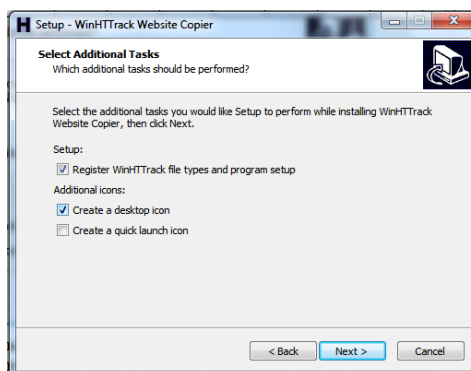 H Setup - WinHTTrack Website Copier
Select Additional Tasks
Which additional tasks should be performed?
Select the additional tasks you would like Setup to perform while installing WinHTTrack
Website Copier, then click Next.
Setup:
Register WinHTTrack file types and program setup
Additional icons:
Create a desktop icon
Create a quick launch icon
< Back
Next >
Cancel